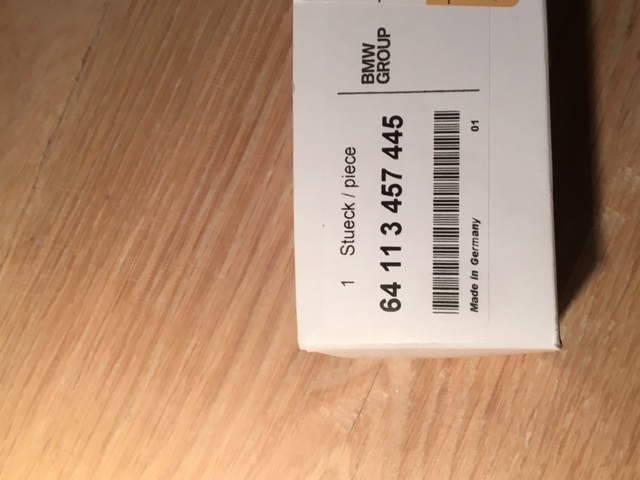 BMW
GROUP
1 Stueck / piece
64 11 3 457 445
01
Made in Germany